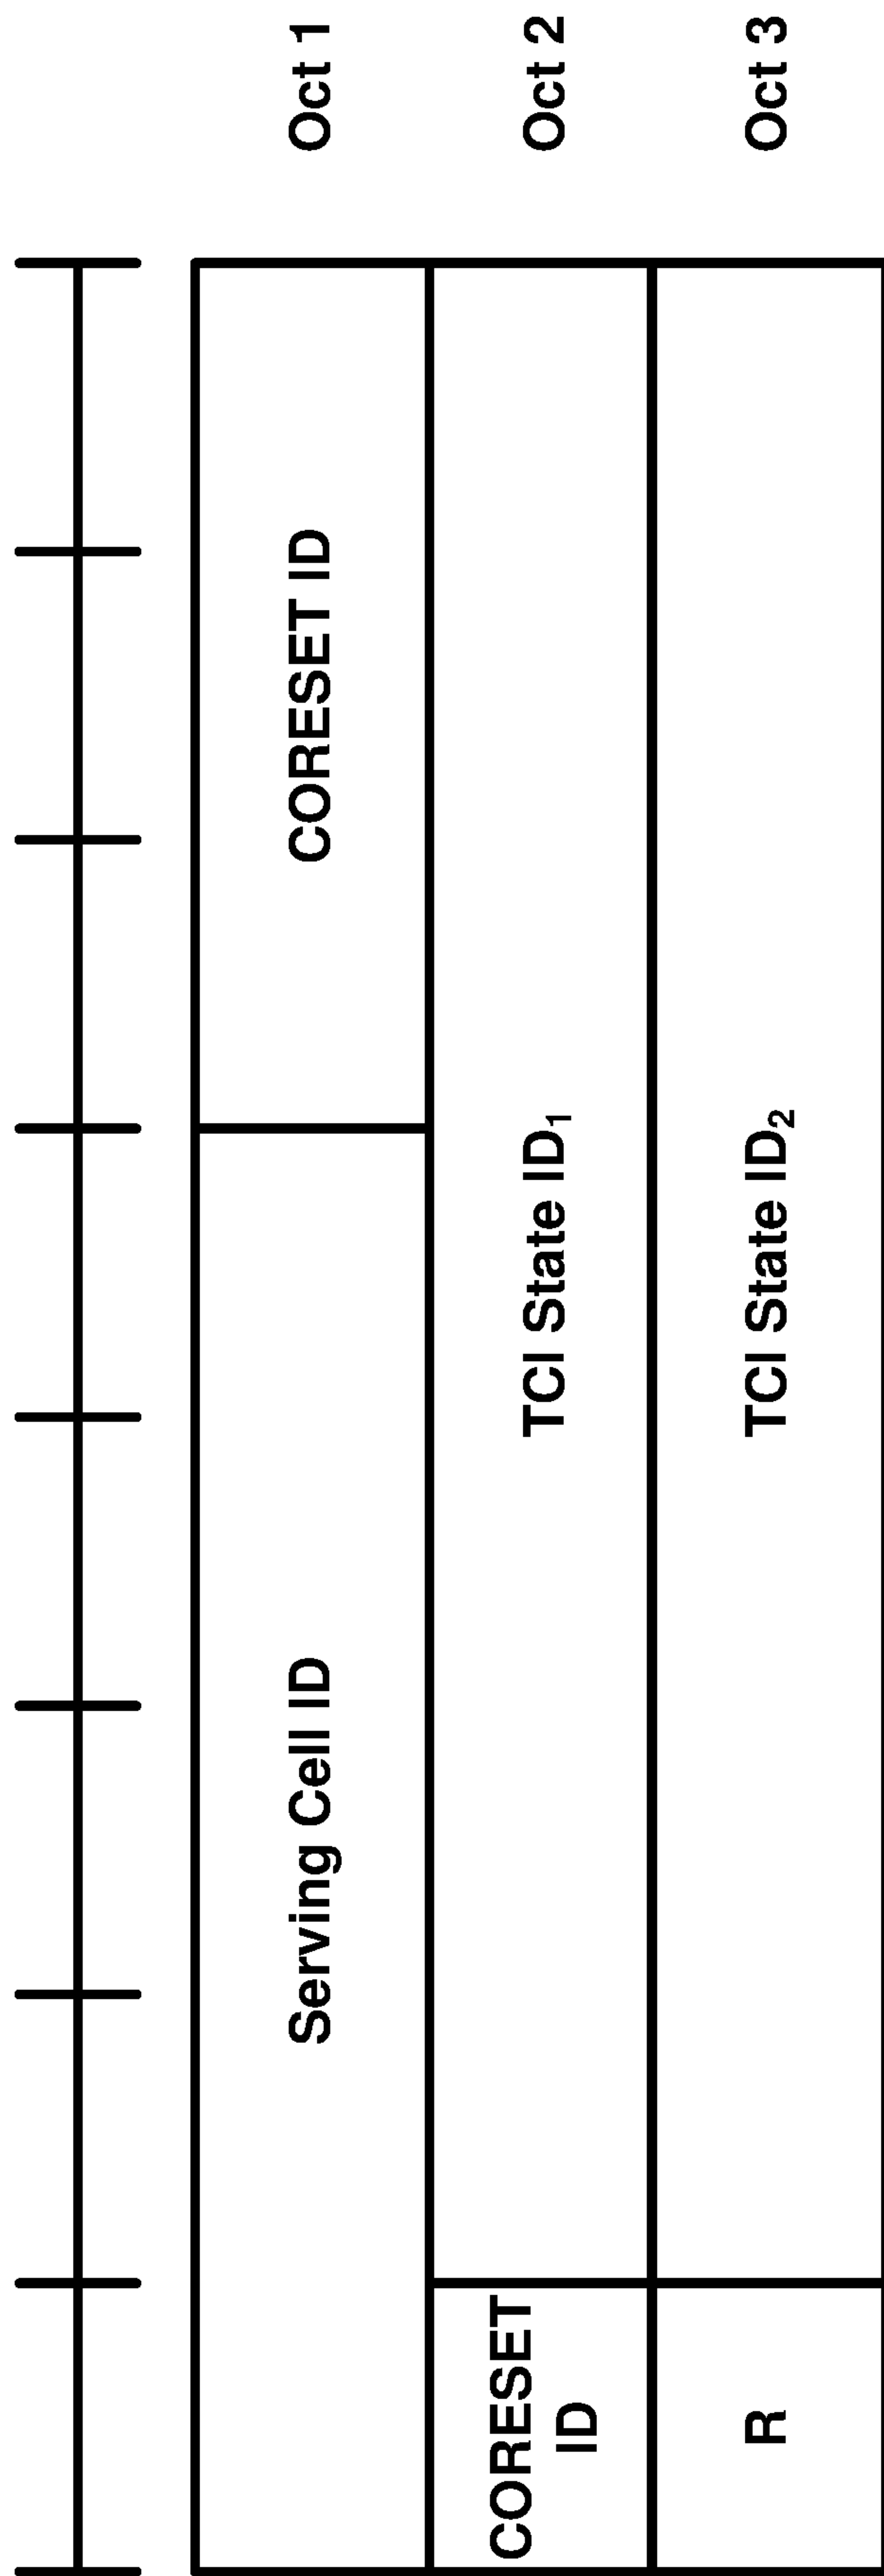 Serving Cell ID
CORESET ID
Oct 1
CORESET
ID
TCI State ID₁
Oct 2
R
TCI State ID₂
Oct 3